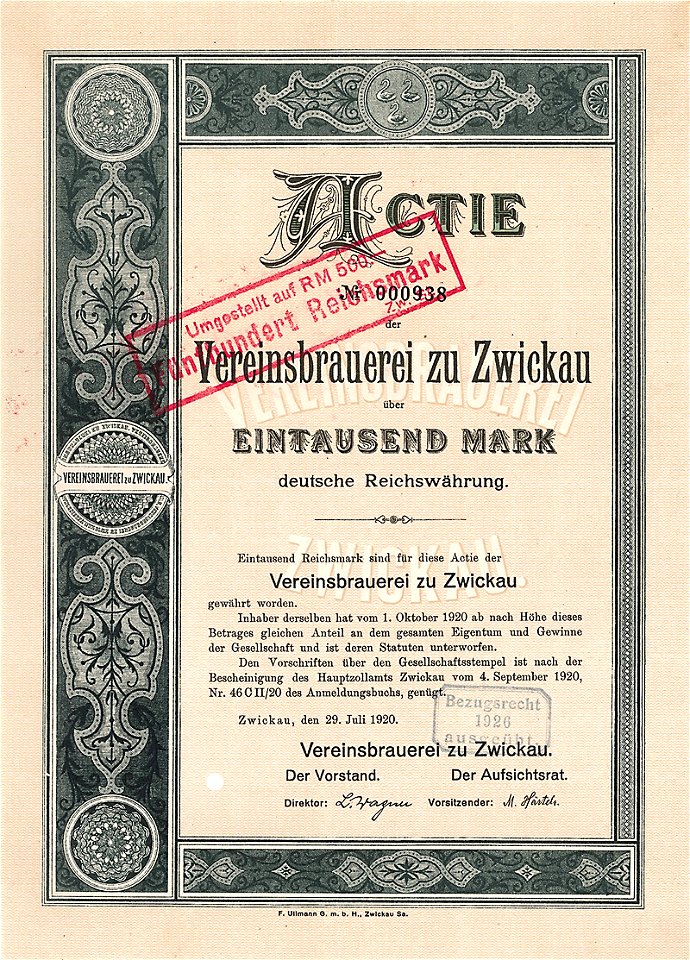 ACTIE
Umgestellt auf RM 500.—
Fünfhundert Reichsmark
Nr. 000938
der
Vereinsbrauerei zu Zwickau
über
EINTAUSEND MARK
deutsche Reichswährung.
VEREINSBRAUEREI
ZWICKAU.
VEREINSBRAUEREI zu ZWICKAU.
Eintausend Reichsmark sind für diese Actie der
Vereinsbrauerei zu Zwickau
gewährt worden.
Inhaber derselben hat vom 1. Oktober 1920 ab nach Höhe dieses
Betrages gleichen Anteil an dem gesamten Eigentum und Gewinne
der Gesellschaft und ist deren Statuten unterworfen.
Den Vorschriften über den Gesellschaftsstempel ist nach der
Bescheinigung des Hauptzollamts Zwickau vom 4. September 1920,
Nr. 46 C II/20 des Anmeldungsbuchs, genügt.
Zwickau, den 29. Juli 1920.
Bezugsrecht
1926
ausgeübt
Vereinsbrauerei zu Zwickau.
Der Vorstand. Der Aufsichtsrat.
Direktor: L. Wagner Vorsitzender: M.
F. Ullmann G. m. b. H., Zwickau Sa.